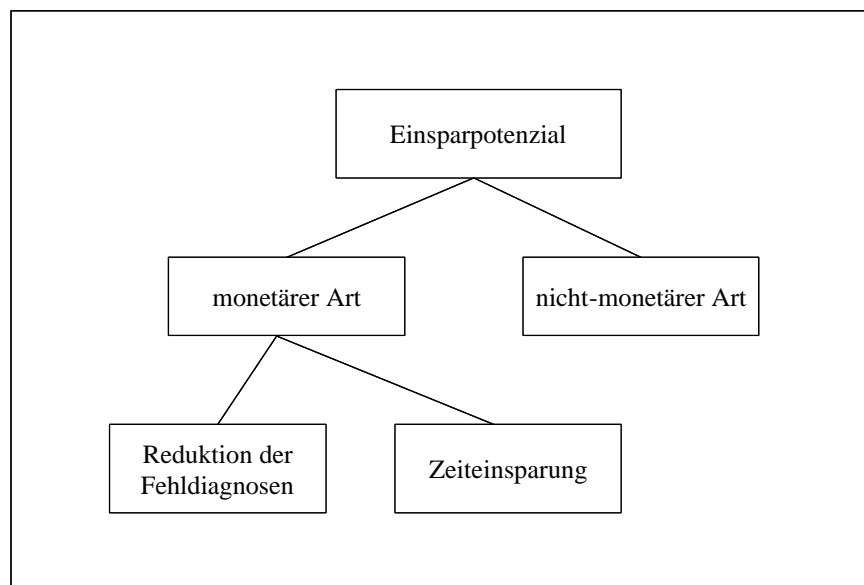 Einsparpotenzial
monetärer Art
nicht-monetärer Art
Reduktion der
Fehldiagnosen
Zeiteinsparung